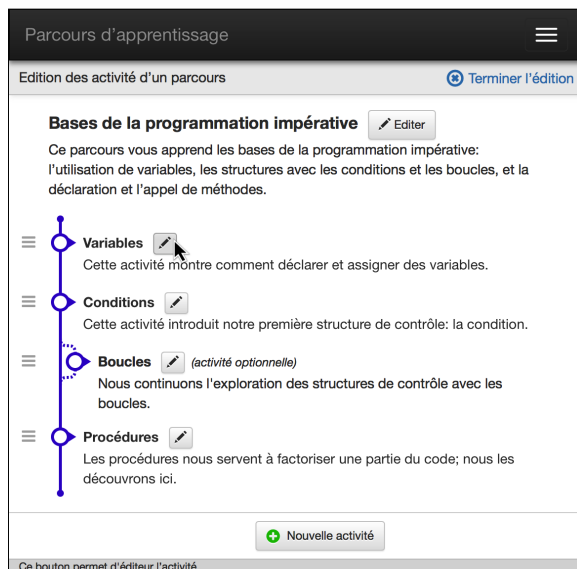 Parcours d'apprentissage
Edition des activité d'un parcours
Terminer l'édition
Bases de la programmation impérative
Editer
Ce parcours vous apprend les bases de la programmation impérative:
l'utilisation de variables, les structures avec les conditions et les boucles, et la
déclaration et l'appel de méthodes.
Variables
Cette activité montre comment déclarer et assigner des variables.
Conditions
Cette activité introduit notre première structure de contrôle: la condition.
Boucles (activité optionnelle)
Nous continuons l'exploration des structures de contrôle avec les
boucles.
Procédures
Les procédures nous servent à factoriser une partie du code; nous les
découvrons ici.
Nouvelle activité
Ce bouton permet d'éditeur l'activité